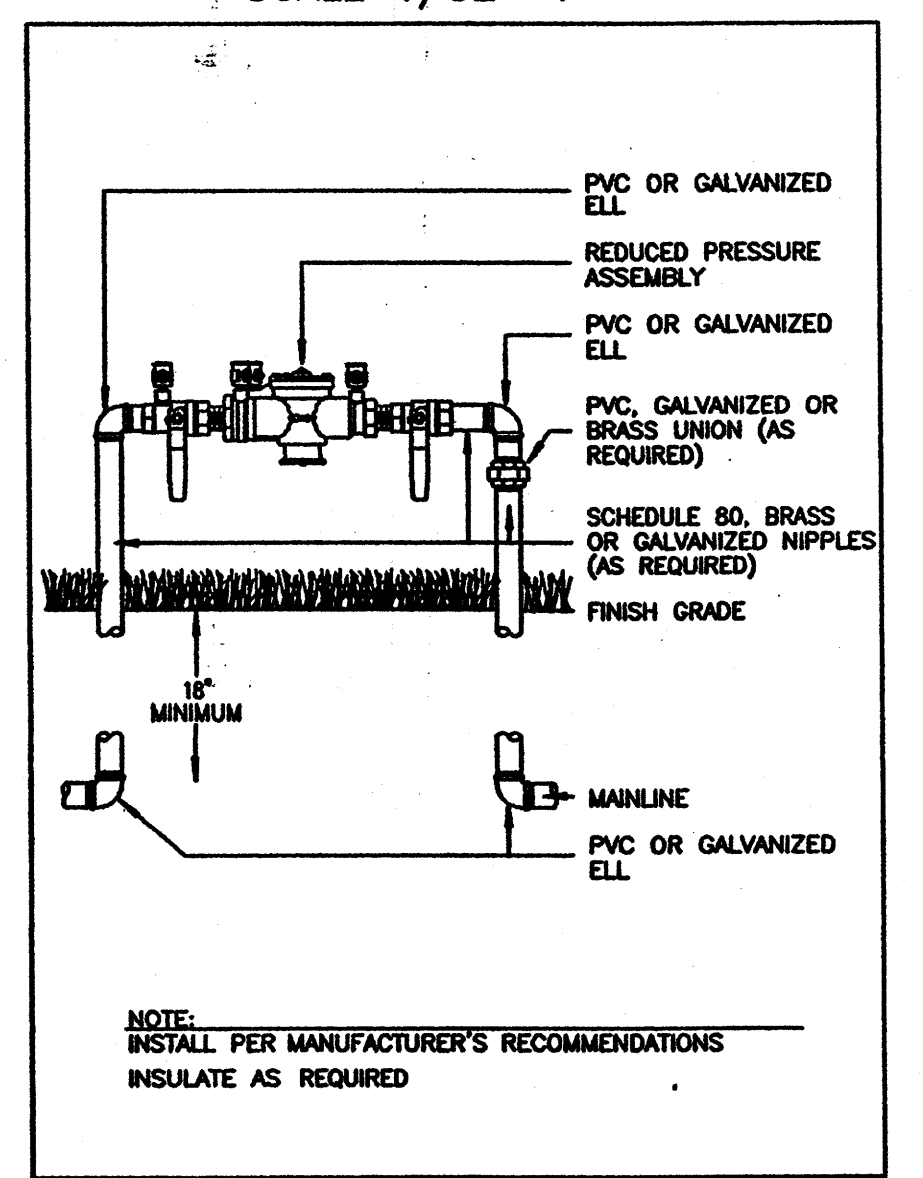 PVC OR GALVANIZED
ELL
REDUCED PRESSURE
ASSEMBLY
PVC OR GALVANIZED
ELL
PVC, GALVANIZED OR
BRASS UNION (AS
REQUIRED)
SCHEDULE 80, BRASS
OR GALVANIZED NIPPLES
(AS REQUIRED)
FINISH GRADE
18"
MINIMUM
MAINLINE
PVC OR GALVANIZED
ELL
NOTE:
INSTALL PER MANUFACTURER'S RECOMMENDATIONS
INSULATE AS REQUIRED